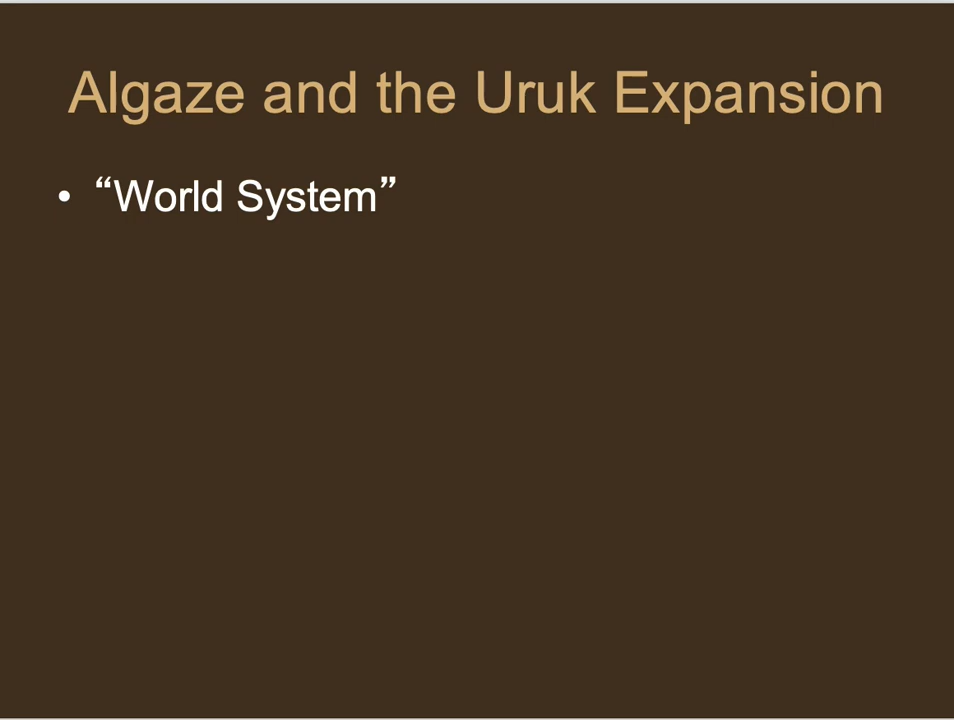 Algaze and the Uruk Expansion
• “World System”